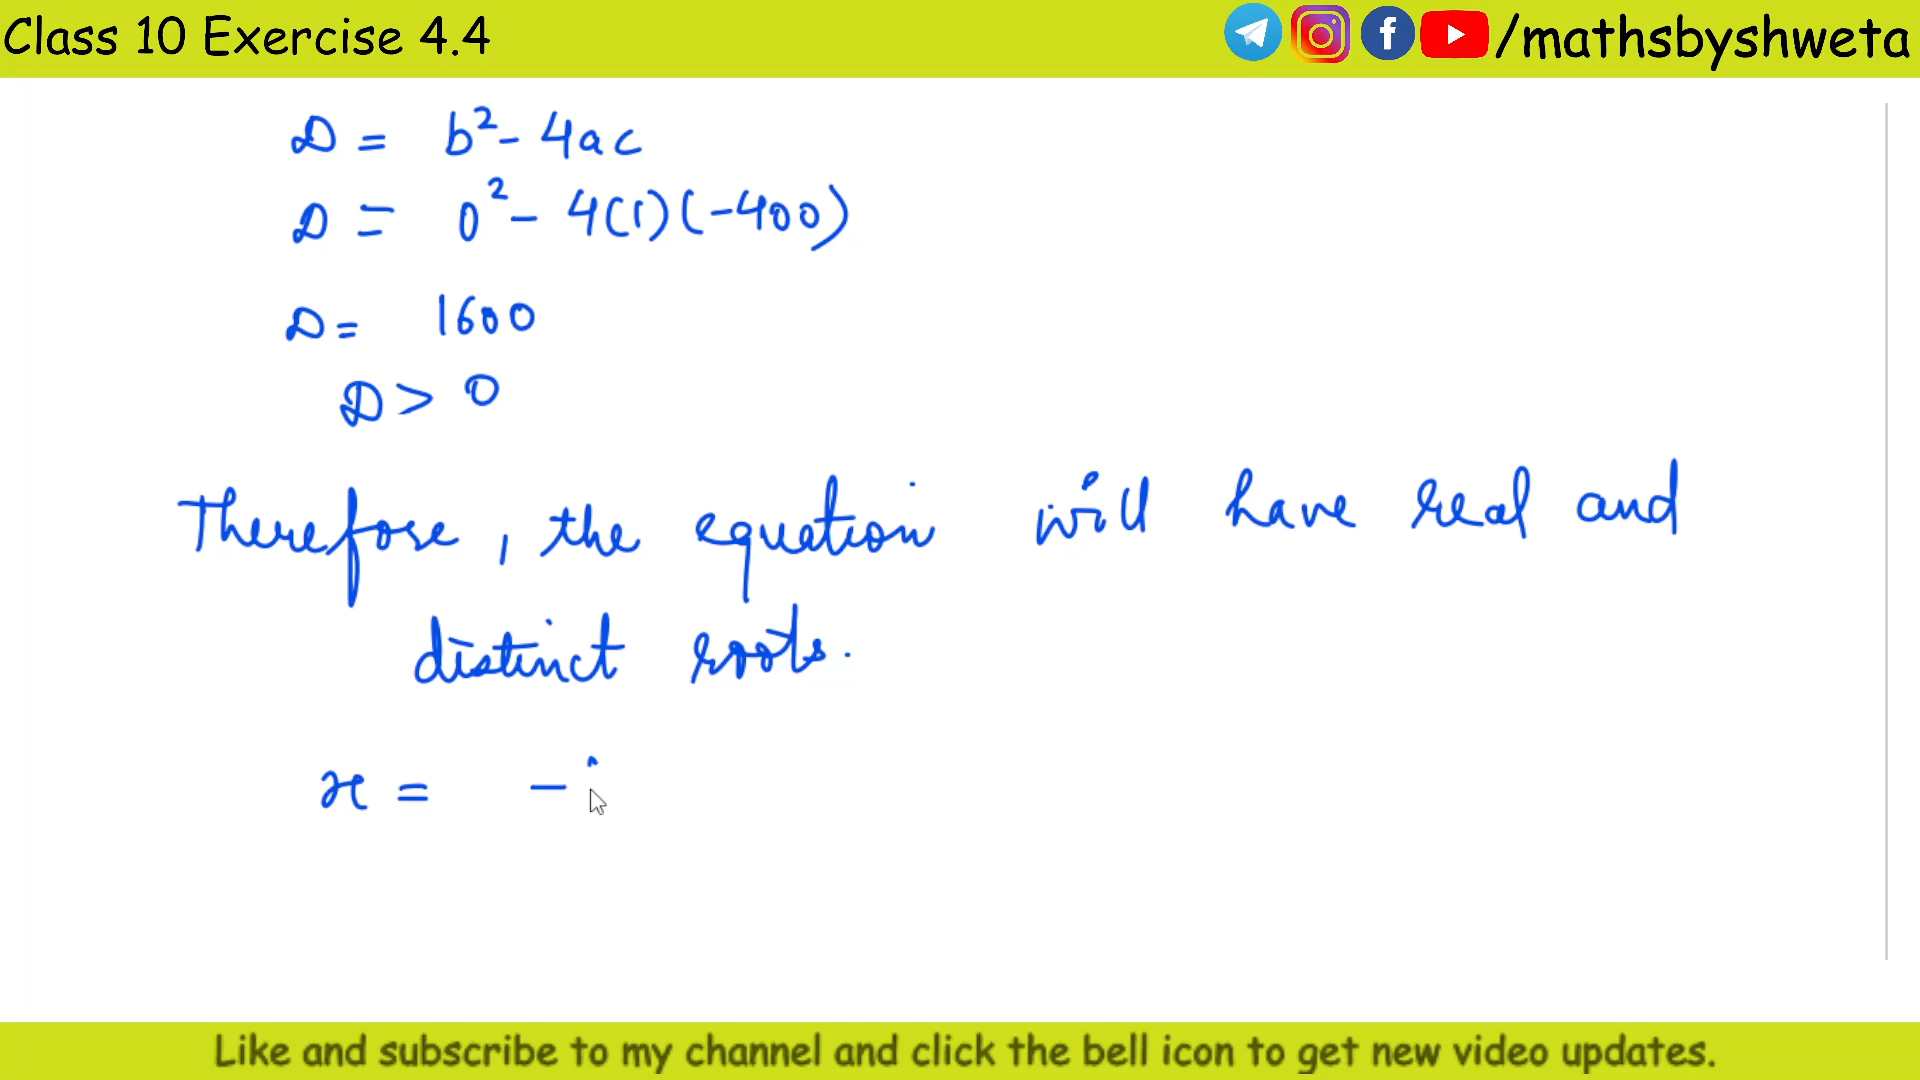 Class 10 Exercise 4.4
/mathsbyshweta
D = b² - 4ac
D = 0² - 4(1)(-400)
D = 1600
D > 0
Therefore, the equation will have real and
distinct roots.
x = -
Like and subscribe to my channel and click the bell icon to get new video updates.